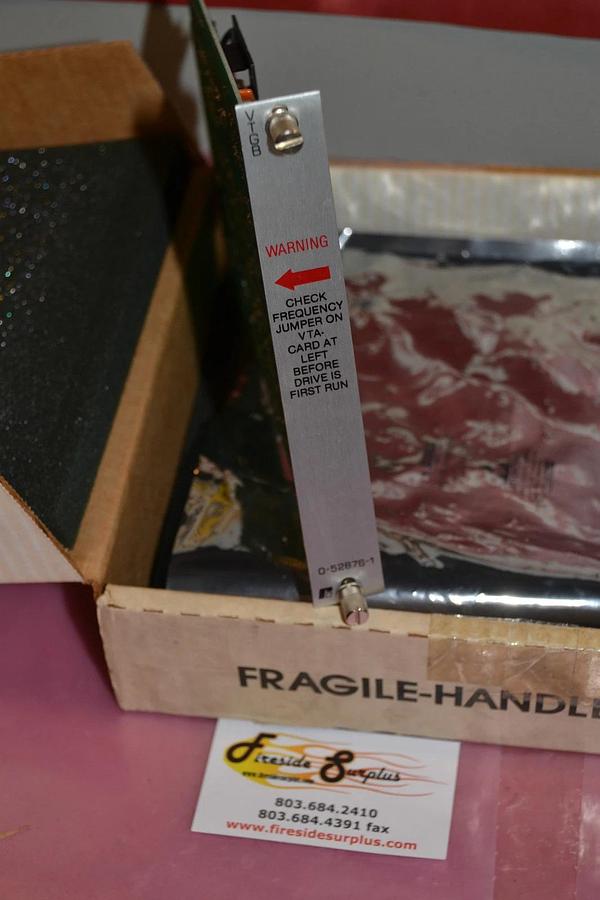 VTGB
WARNING
CHECK
FREQUENCY
JUMPER ON
VTA-
CARD AT
LEFT
BEFORE
DRIVE IS
FIRST RUN
0-52876-1
FRAGILE-HANDLE
Fireside Surplus
803.684.2410
803.684.4391 fax
www.firesidesurplus.com